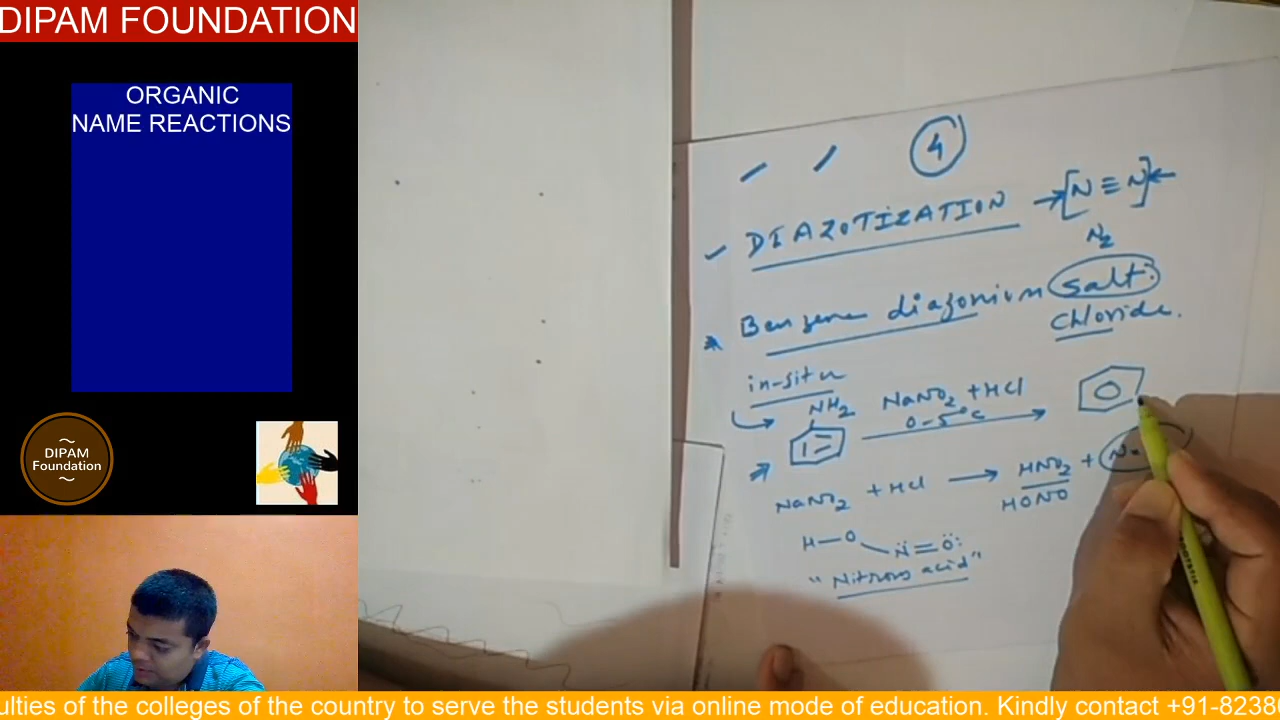 DIPAM FOUNDATION
ORGANIC
NAME REACTIONS
DIPAM
Foundation
4
DIAZOTIZATION → [N ≡ N] ←
N2
Benzene diazonium salt.
Chloride.
in-situ
NH2
NaNO2 + HCl
0-5°C
NaNO2 + HCl → HNO2 +
HONO
H-O
N=O:
"Nitrous acid"
ulties of the colleges of the country to serve the students via online mode of education. Kindly contact +91-8238